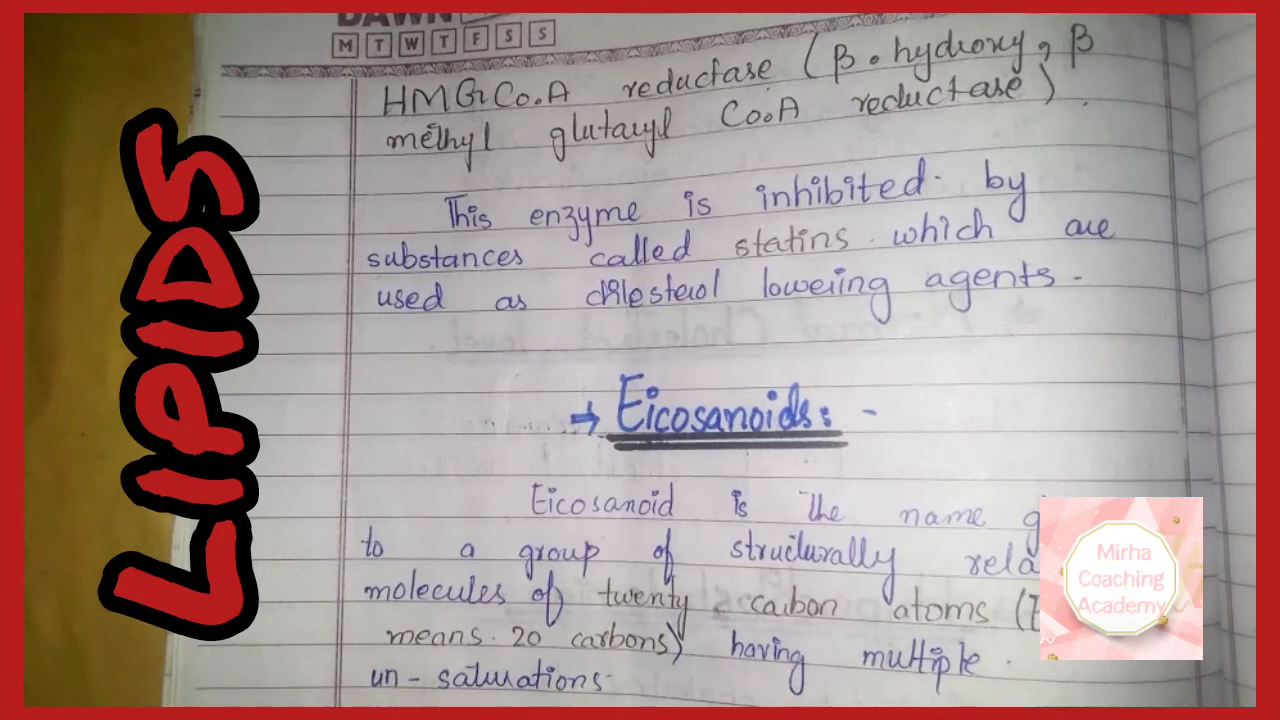 DAWN
M T W T F S S
HMGCo.A reductase (β.hydroxy, β
methyl glutaryl Co.A reductase).
This enzyme is inhibited by
substances called statins which are
used as cholesterol lowering agents.
→ Eicosanoids: -
Eicosanoid is the name
to a group of structurally
molecules of twenty carbon atoms
means 20 carbons) having multiple
un-saturations.
LIPIDS
Mirha
Coaching
Academy